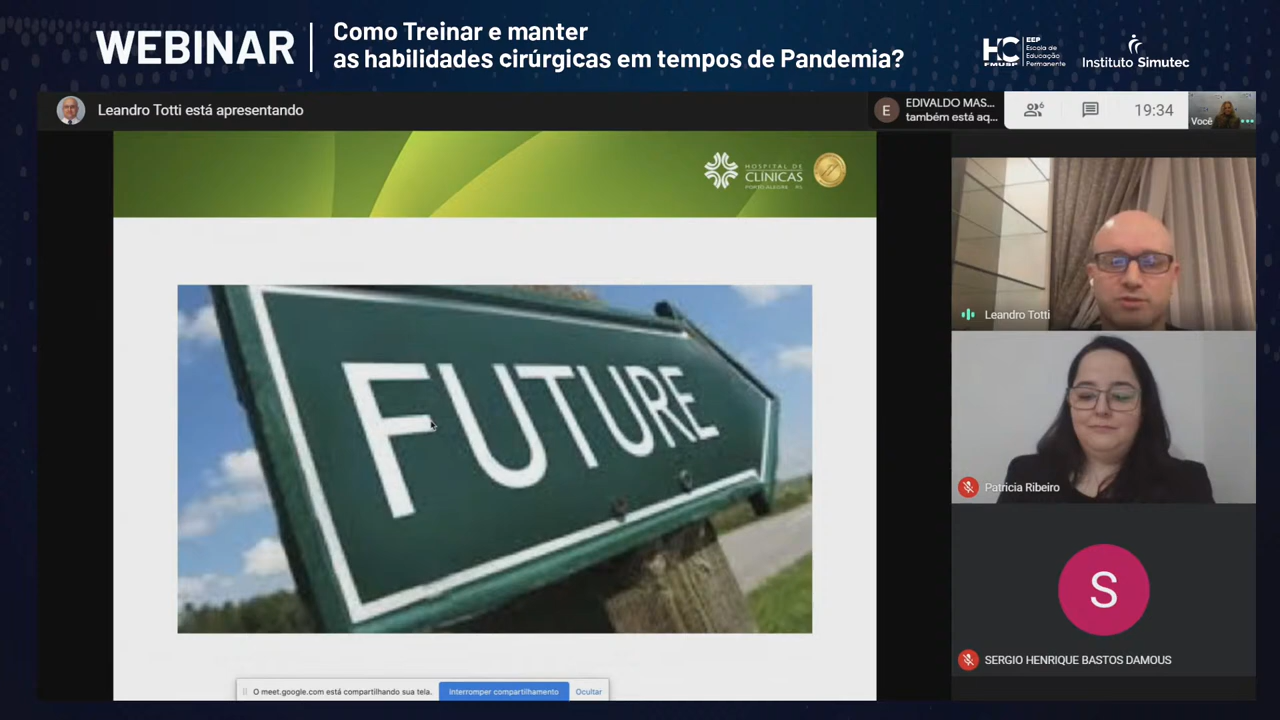 WEBINAR
Como Treinar e manter
as habilidades cirúrgicas em tempos de Pandemia?
HC
FMUSP
EEP
Escola de
Educação
Permanente
Instituto Simutec
Leandro Totti está apresentando
E
EDIVALDO MAS...
também está aq...
6
19:34
Você
HOSPITAL DE
CLÍNICAS
PORTO ALEGRE RS
FUTURE
Leandro Totti
Patricia Ribeiro
S
SERGIO HENRIQUE BASTOS DAMOUS
O meet.google.com está compartilhando sua tela.
Interromper compartilhamento
Ocultar